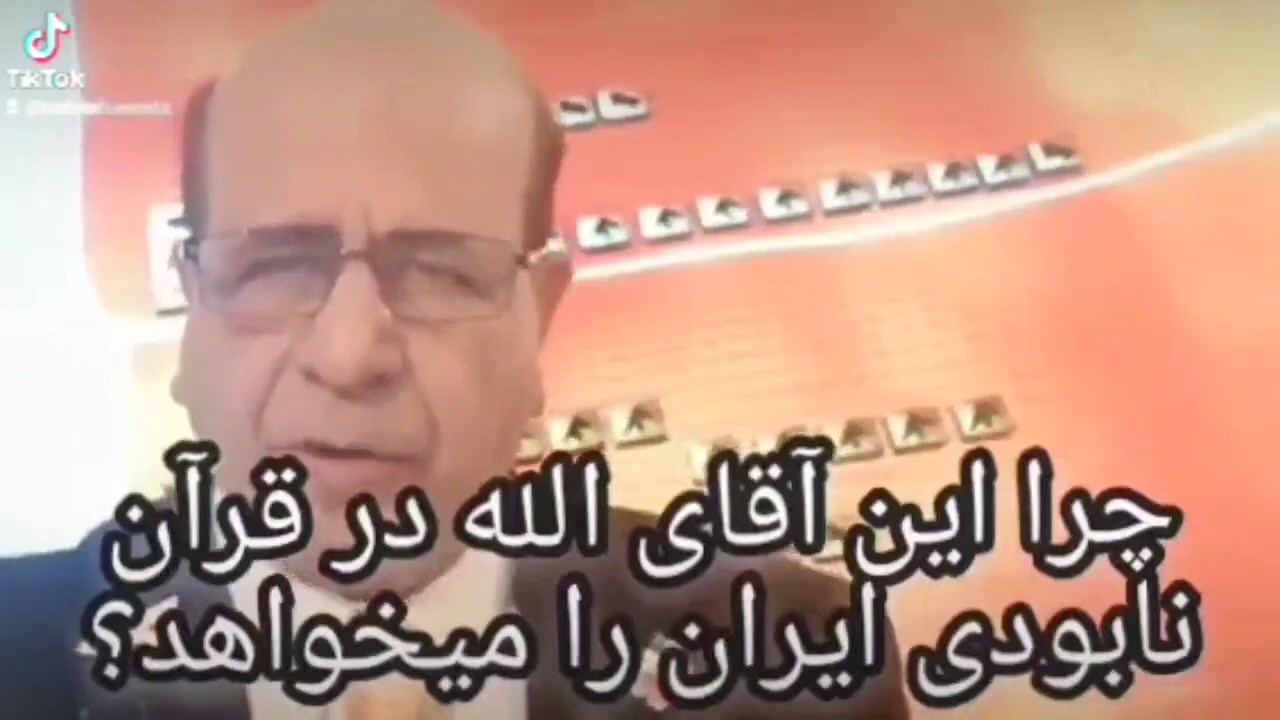 TikTok
چرا این آقای الله در قرآن
نابودی ایران را میخواهد؟